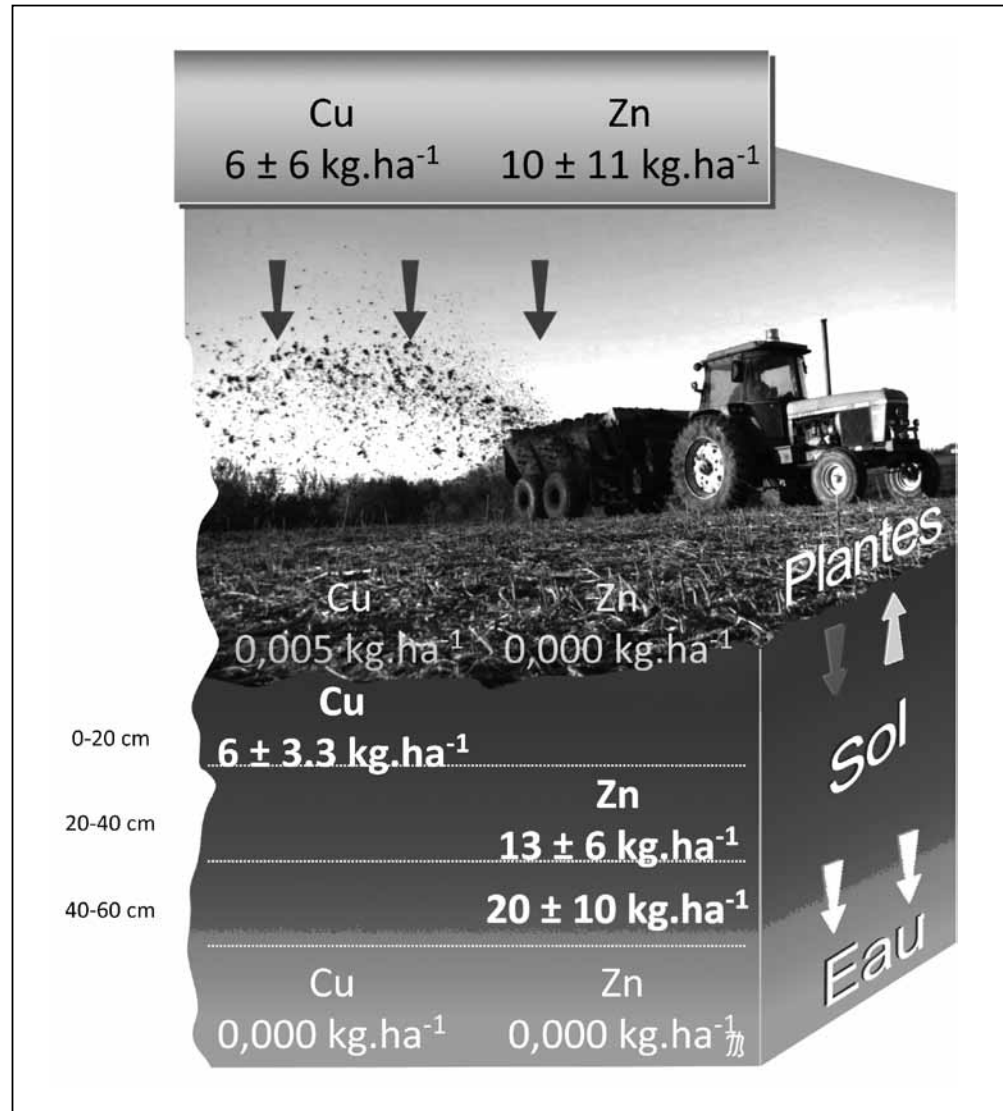 Cu Zn
6 ± 6 kg.ha⁻¹ 10 ± 11 kg.ha⁻¹
Plantes
Cu Zn
0,005 kg.ha⁻¹ 0,000 kg.ha⁻¹
Cu
0-20 cm 6 ± 3.3 kg.ha⁻¹
Sol
Zn
20-40 cm 13 ± 6 kg.ha⁻¹
40-60 cm 20 ± 10 kg.ha⁻¹
Eau
Cu Zn
0,000 kg.ha⁻¹ 0,000 kg.ha⁻¹